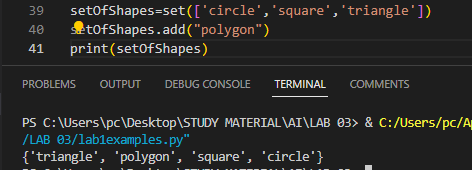 39 setOfShapes=set(['circle','square','triangle'])
40 setOfShapes.add("polygon")
41 print(setOfShapes)
PROBLEMS OUTPUT DEBUG CONSOLE TERMINAL COMMENTS
PS C:\Users\pc\Desktop\STUDY MATERIAL\AI\LAB 03> & C:/Users/pc/Ap
/LAB 03/lab1examples.py"
{'triangle', 'polygon', 'square', 'circle'}